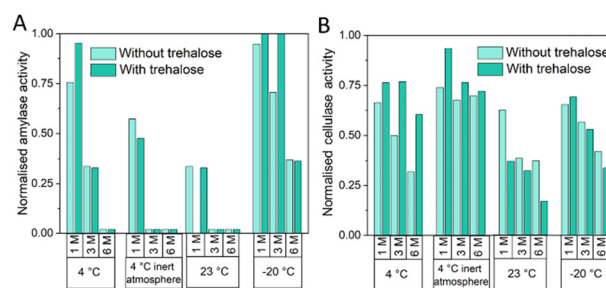 A
Normalised amylase activity
1.00
0.75
0.50
0.25
0.00
Without trehalose
With trehalose
1 M 3 M 6 M 1 M 3 M 6 M 1 M 3 M 6 M 1 M 3 M 6 M
4 °C 4 °C inert atmosphere 23 °C -20 °C
B
Normalised cellulase activity
1.00
0.75
0.50
0.25
0.00
Without trehalose
With trehalose
1 M 3 M 6 M 1 M 3 M 6 M 1 M 3 M 6 M 1 M 3 M 6 M
4 °C 4 °C inert atmosphere 23 °C -20 °C